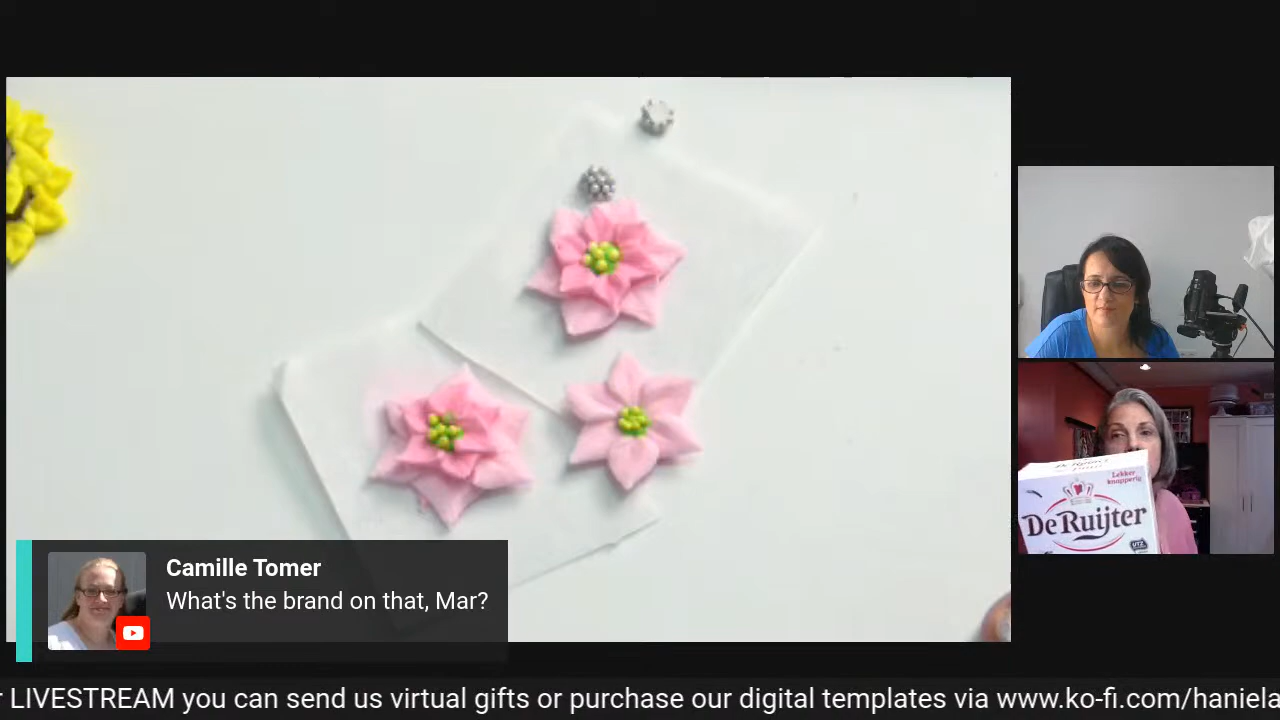 Lekker
knapperig
De Ruijter
UTZ
Camille Tomer
What's the brand on that, Mar?
LIVESTREAM you can send us virtual gifts or purchase our digital templates via www.ko-fi.com/haniela